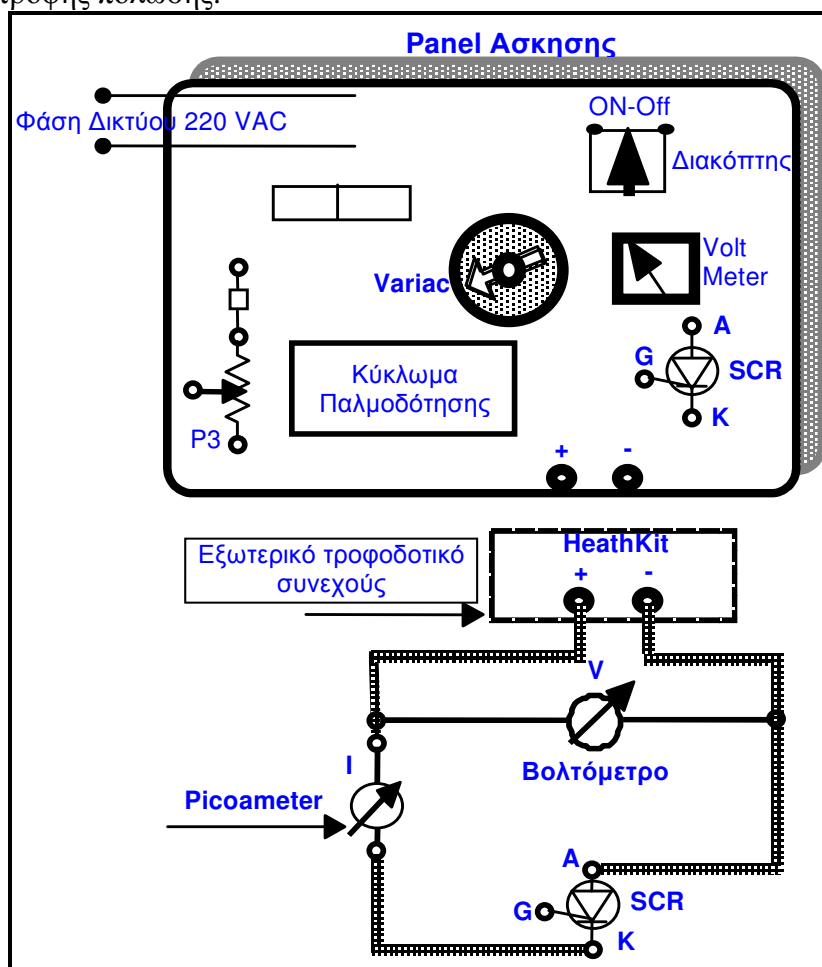 Panel Ασκησης
ON-Off
Φάση Δικτύου 220 VAC
Διακόπτης
Volt
Meter
Variac
A
G
SCR
K
Κύκλωμα
Παλμοδότησης
P3
+ -
HeathKit
+ -
Εξωτερικό τροφοδοτικό
συνεχούς
V
Βολτόμετρο
I
Picoameter
A
G
SCR
K